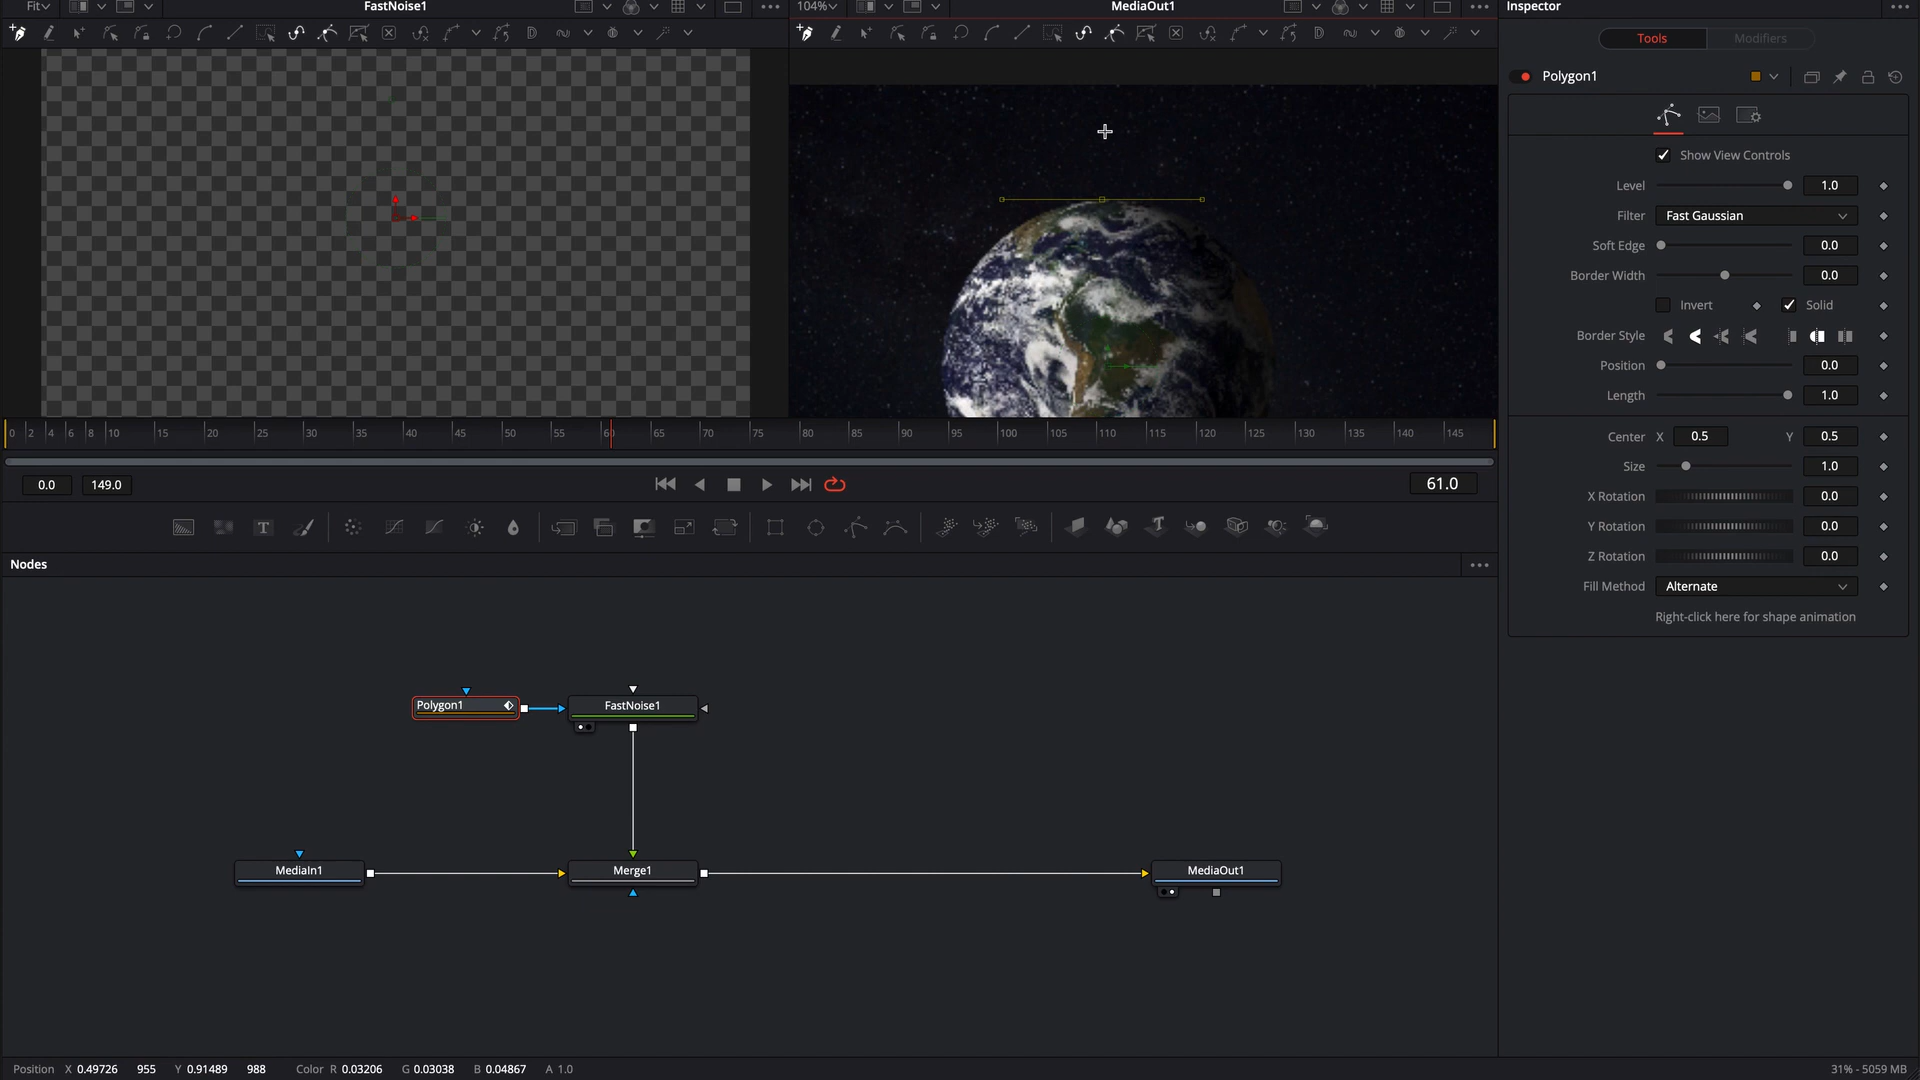 Fit
FastNoise1
104%
MediaOut1
Inspector
Tools
Modifiers
Polygon1
Show View Controls
Level
1.0
Filter
Fast Gaussian
Soft Edge
0.0
Border Width
0.0
Invert
Solid
Border Style
Position
0.0
Length
1.0
Center
X
0.5
Y
0.5
Size
1.0
X Rotation
0.0
Y Rotation
0.0
Z Rotation
0.0
Fill Method
Alternate
Right-click here for shape animation
0 2 4 6 8 10 15 20 25 30 35 40 45 50 55 60 65 70 75 80 85 90 95 100 105 110 115 120 125 130 135 140 145
0.0
149.0
61.0
Nodes
Polygon1
FastNoise1
MediaIn1
Merge1
MediaOut1
Position X 0.49726 955 Y 0.91489 988 Color R 0.03206 G 0.03038 B 0.04867 A 1.0
31% - 5059 MB